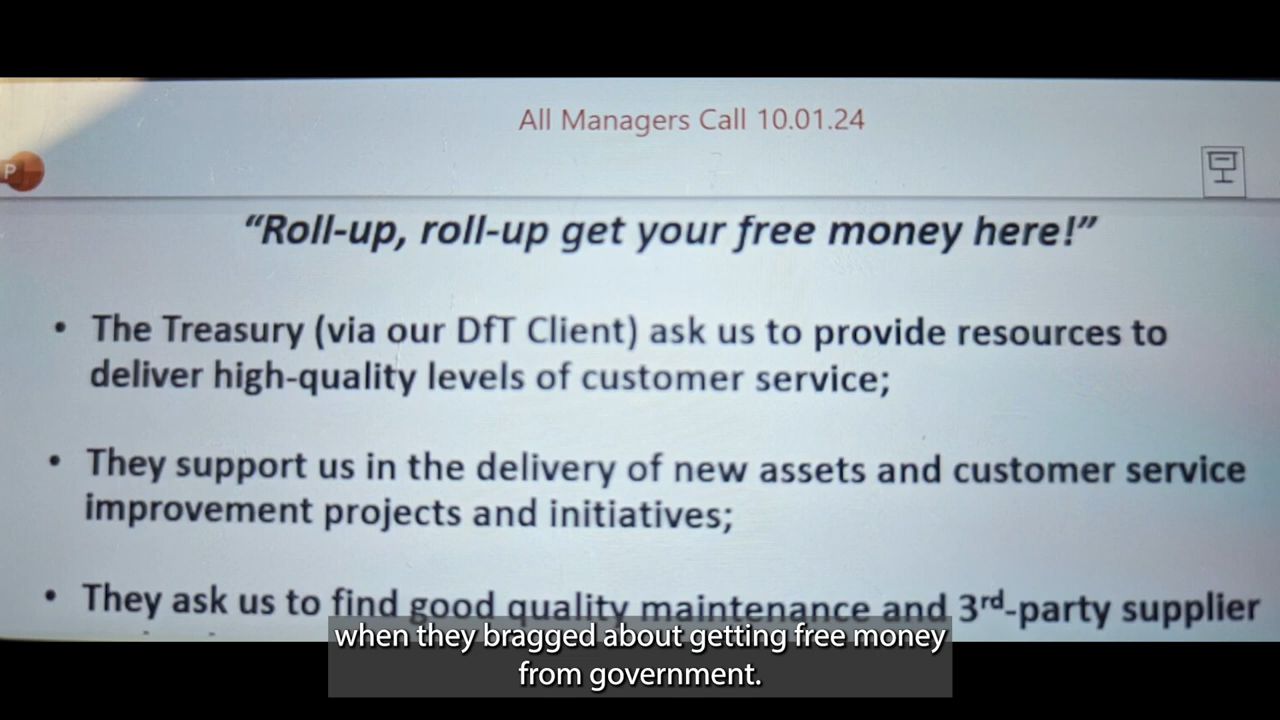 All Managers Call 10.01.24
P
“Roll-up, roll-up get your free money here!”
• The Treasury (via our DfT Client) ask us to provide resources to
deliver high-quality levels of customer service;
• They support us in the delivery of new assets and customer service
improvement projects and initiatives;
• They ask us to find good quality maintenance and 3rd-party supplier
when they bragged about getting free money
from government.